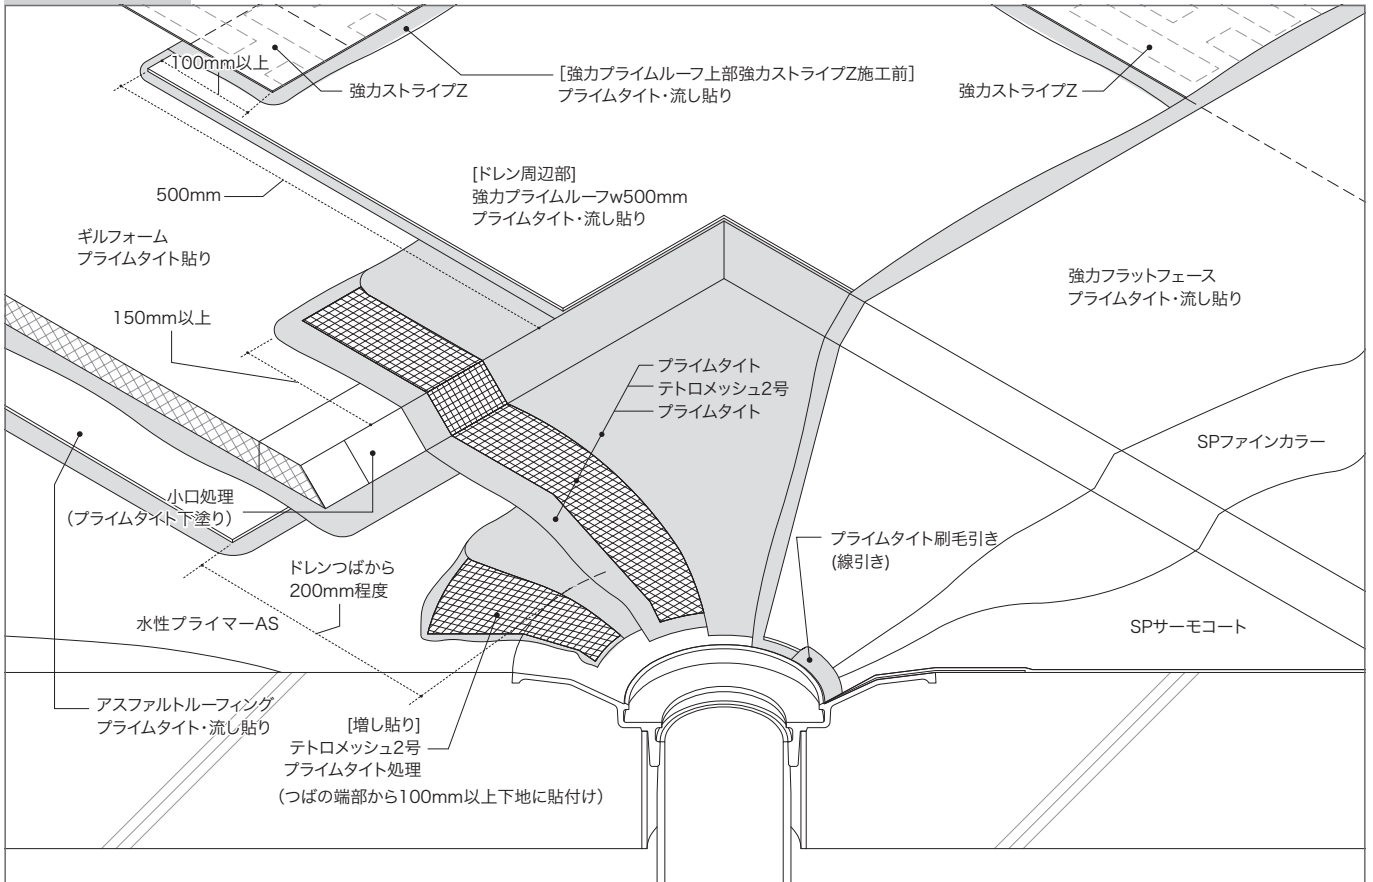 100mm以上
強力ストライプZ
[強力プライムルーフ上部強力ストライプZ施工前]
プライムタイト・流し貼り
強力ストライプZ
500mm
[ドレン周辺部]
強力プライムルーフw500mm
プライムタイト・流し貼り
ギルフォーム
プライムタイト貼り
強力フラットフェース
プライムタイト・流し貼り
150mm以上
プライムタイト
テトロメッシュ2号
プライムタイト
SPファインカラー
小口処理
（プライムタイト下塗り）
プライムタイト刷毛引き
(線引き)
ドレンつばから
200mm程度
水性プライマーAS
SPサーモコート
アスファルトルーフィング
プライムタイト・流し貼り
[増し貼り]
テトロメッシュ2号
プライムタイト処理
（つばの端部から100mm以上下地に貼付け）